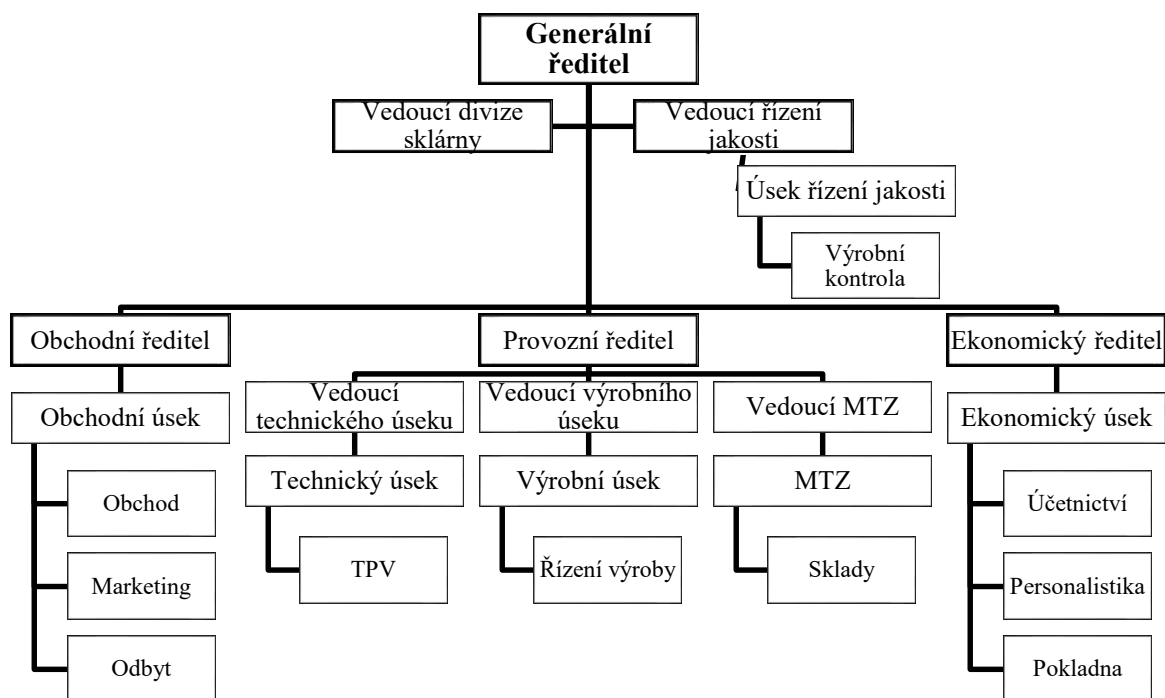 Generální
ředitel
Vedoucí divize
sklárny
Vedoucí řízení
jakosti
Úsek řízení jakosti
Výrobní
kontrola
Obchodní ředitel
Provozní ředitel
Ekonomický ředitel
Obchodní úsek
Obchod
Marketing
Odbyt
Vedoucí
technického úseku
Technický úsek
TPV
Vedoucí výrobního
úseku
Výrobní úsek
Řízení výroby
Vedoucí MTZ
MTZ
Sklady
Ekonomický úsek
Účetnictví
Personalistika
Pokladna